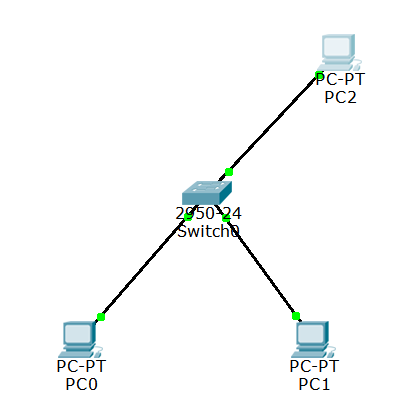 PC-PT
PC2
2950-24
Switch0
PC-PT
PC0
PC-PT
PC1